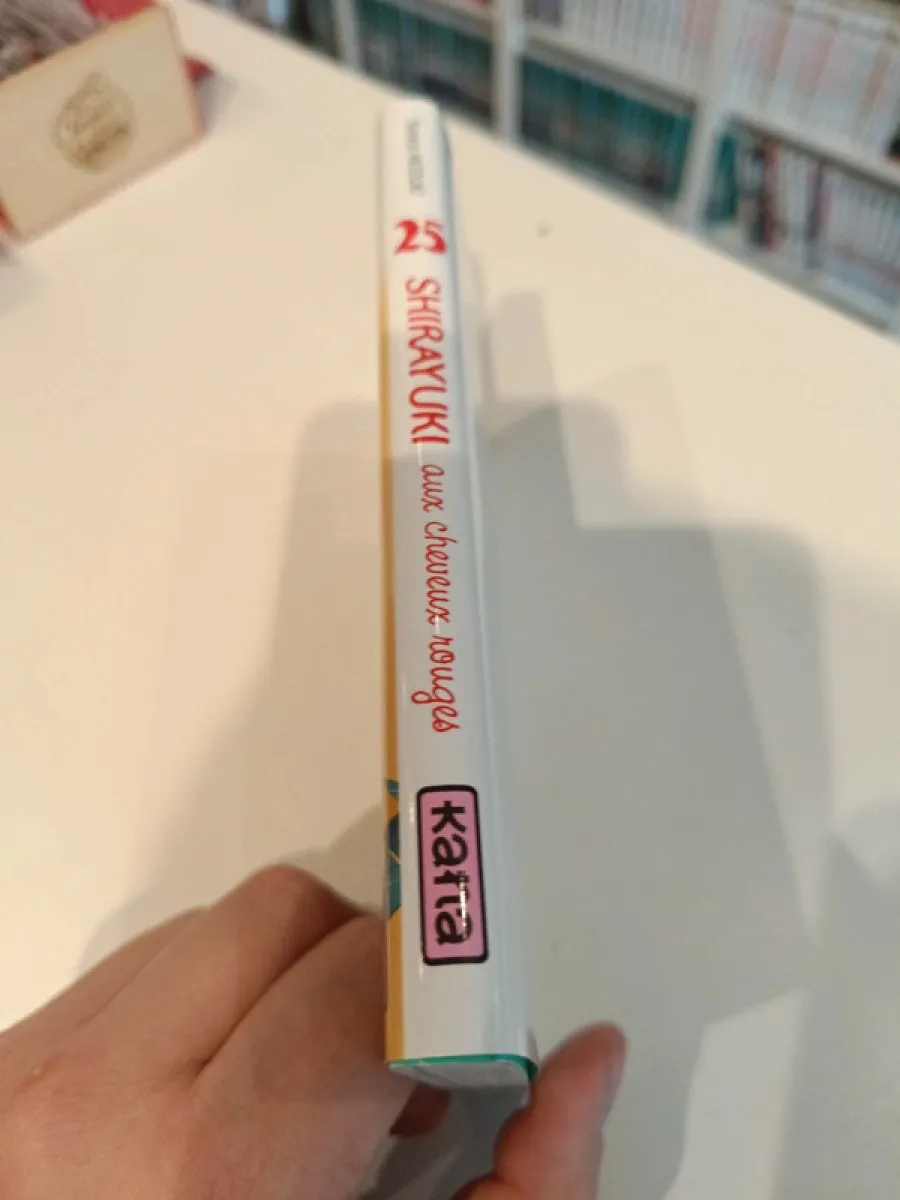 25
SHIRAYUKI aux cheveux rouges
kana